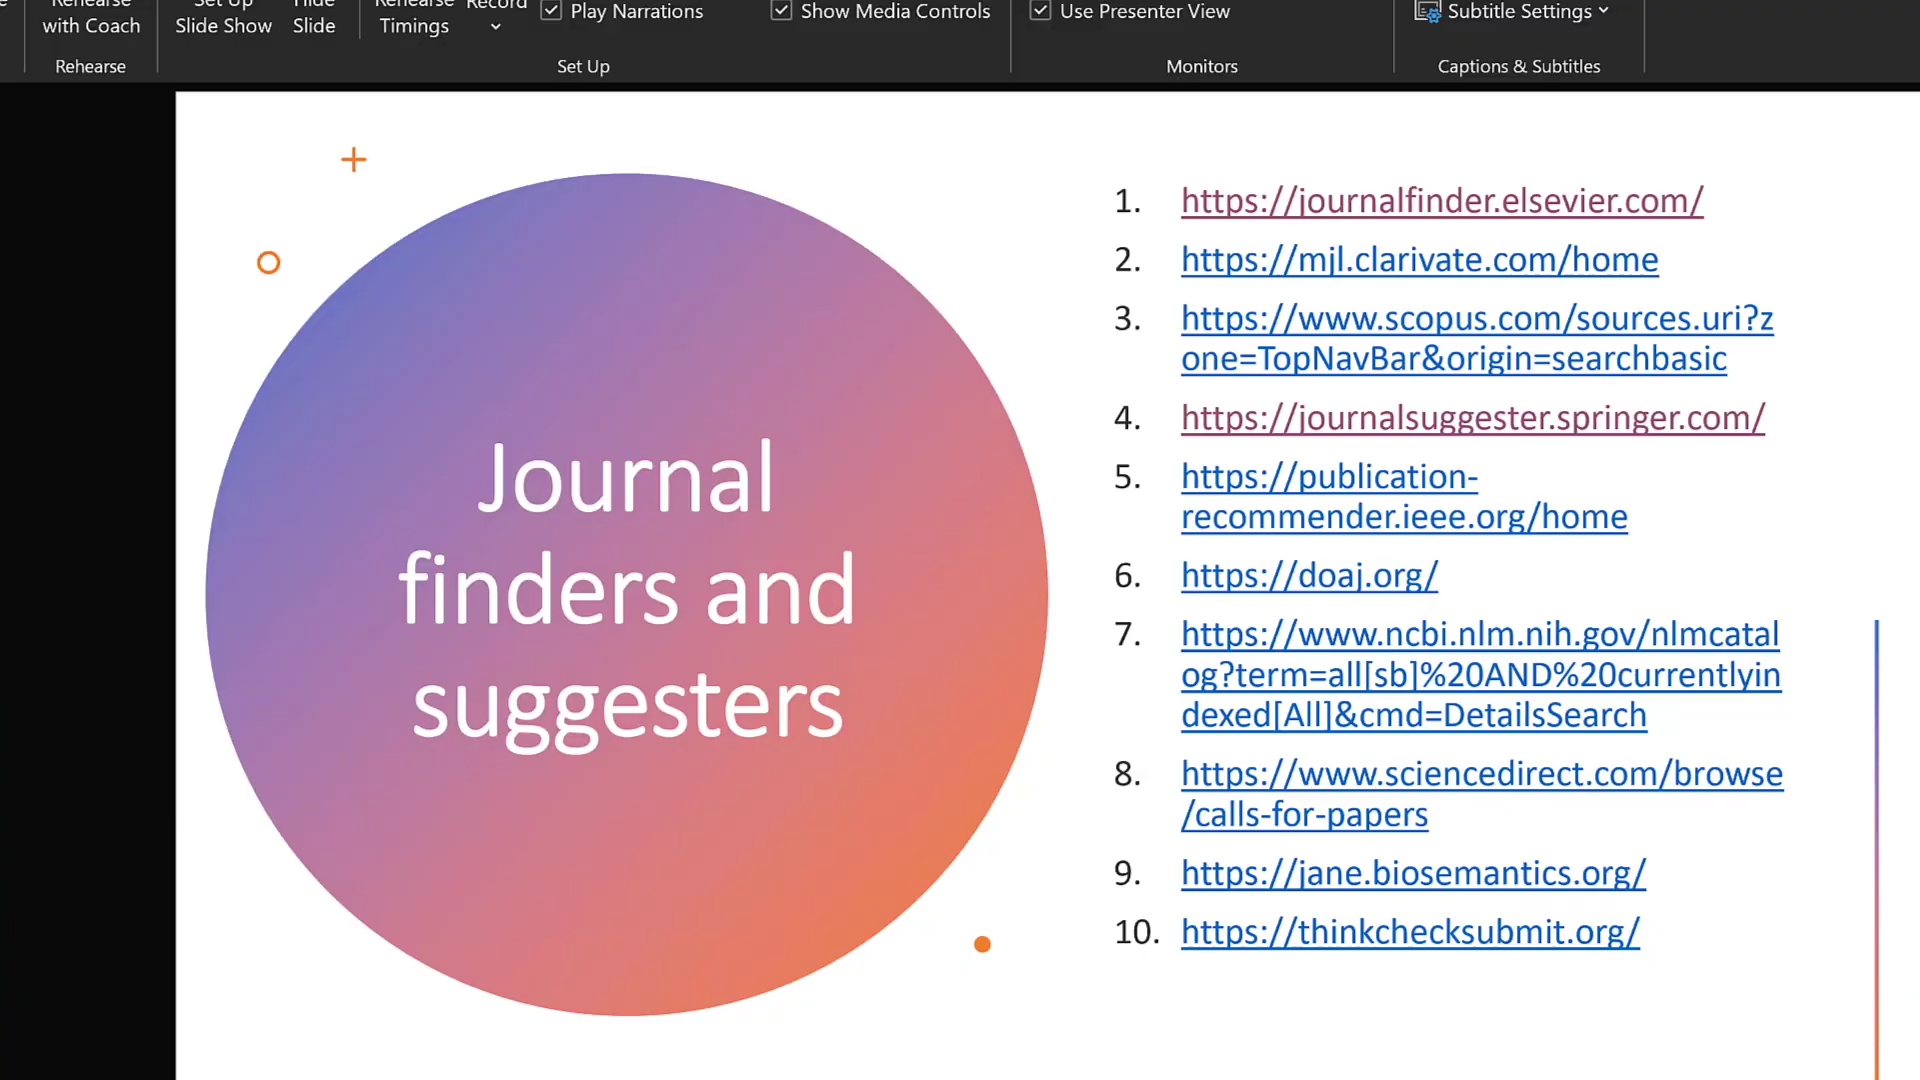 Rehearse
with Coach
Set Up
Slide Show
Hide
Slide
Rehearse
Timings
Record
Play Narrations
Show Media Controls
Use Presenter View
Subtitle Settings
Rehearse
Set Up
Monitors
Captions & Subtitles
Journal
finders and
suggesters
1. https://journalfinder.elsevier.com/
2. https://mjl.clarivate.com/home
3. https://www.scopus.com/sources.uri?z
one=TopNavBar&origin=searchbasic
4. https://journalsuggester.springer.com/
5. https://publication-
recommender.ieee.org/home
6. https://doaj.org/
7. https://www.ncbi.nlm.nih.gov/nlmcatal
og?term=all[sb]%20AND%20currentlyin
dexed[All]&cmd=DetailsSearch
8. https://www.sciencedirect.com/browse
/calls-for-papers
9. https://jane.biosemantics.org/
10. https://thinkchecksubmit.org/